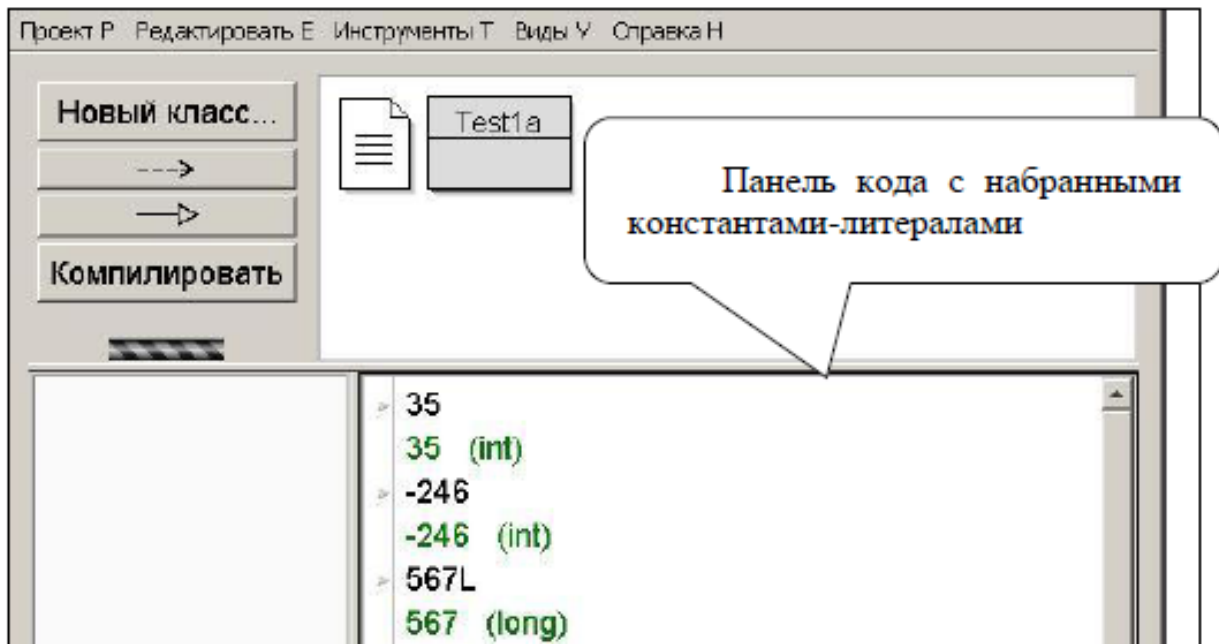 Проект P Редактировать E Инструменты T Виды V Справка H
Новый класс...
Компилировать
Test1a
Панель кода с набранными
константами-литералами
35
35 (int)
-246
-246 (int)
567L
567 (long)